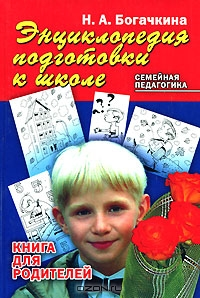 Н. А. Богачкина
Энциклопедия
подготовки
к школе
СЕМЕЙНАЯ
ПЕДАГОГИКА
КНИГА
ДЛЯ
РОДИТЕЛЕЙ